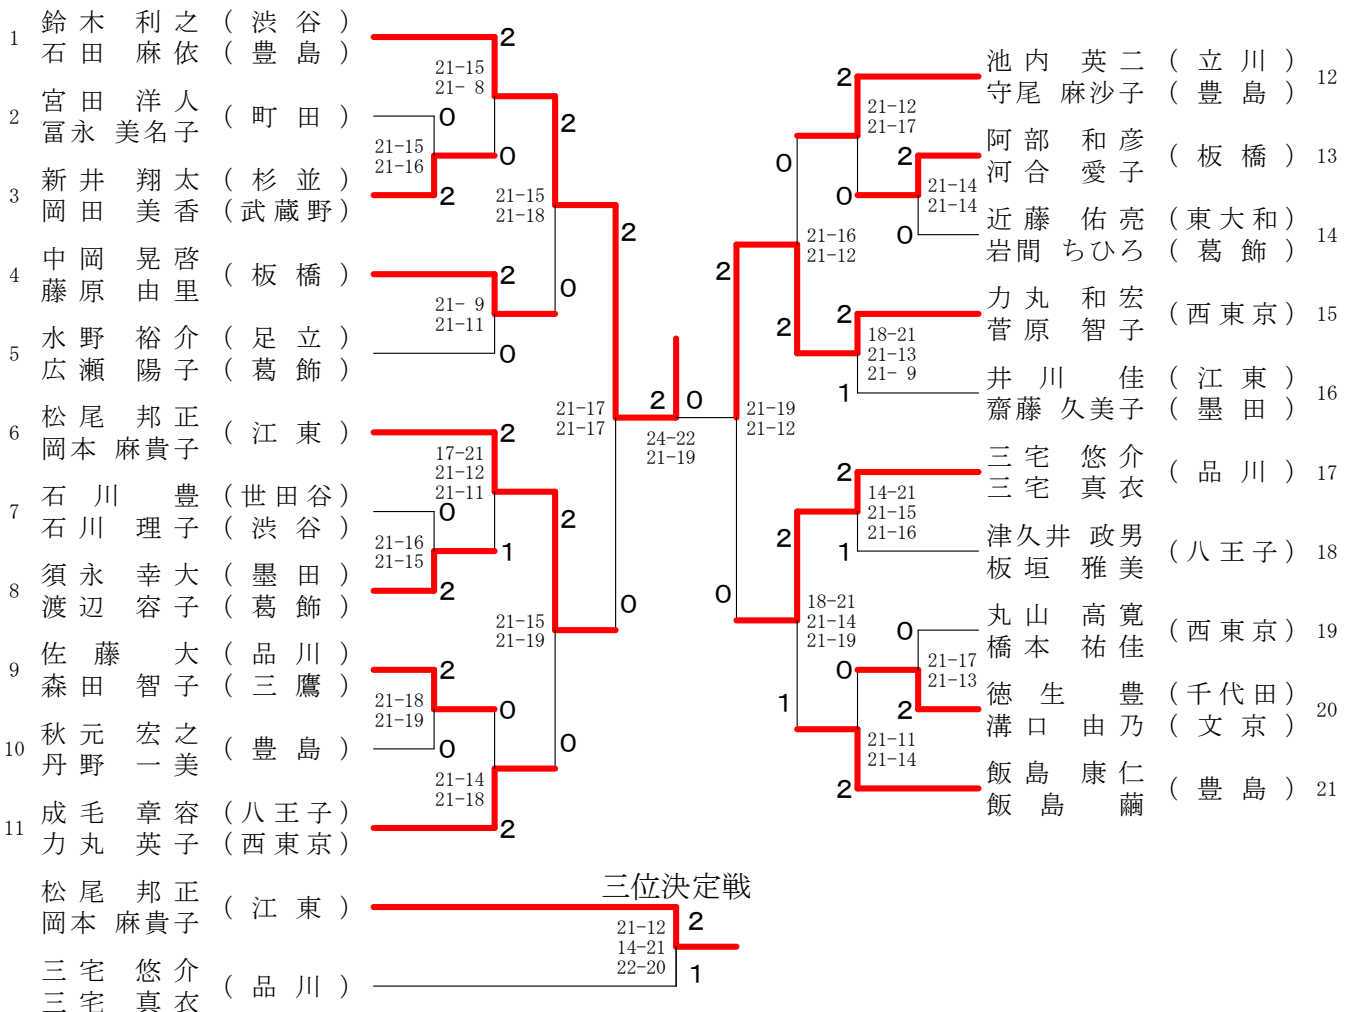 1 鈴木 利之 (渋谷)
石田 麻依 (豊島)
2 宮田 洋人 (町田)
冨永 美名子
3 新井 翔太 (杉並)
岡田 美香 (武蔵野)
4 中岡 晃啓 (板橋)
藤原 由里
5 水野 裕介 (足立)
広瀬 陽子 (葛飾)
6 松尾 邦正 (江東)
岡本 麻貴子
7 石川 豊 (世田谷)
石川 理子 (渋谷)
8 須永 幸大 (墨田)
渡辺 容子 (葛飾)
9 佐藤 大 (品川)
森田 智子 (三鷹)
10 秋元 宏之 (豊島)
丹野 一美
11 成毛 章容 (八王子)
力丸 英子 (西東京)
2
21-15
21- 8
0
0
21-15
21-16
2
2
21-15
21-18
2
21- 9
21-11
0
0
2
21-17
21-17
2
17-21
21-12
21-11
0
1
21-16
21-15
2
2
21-15
21-19
0
2
21-18
21-19
0
0
0
21-14
21-18
2
2 0
24-22
21-19
池内 英二 (立川) 12
守尾 麻沙子 (豊島)
阿部 和彦 (板橋) 13
河合 愛子
近藤 佑亮 (東大和) 14
岩間 ちひろ (葛飾)
力丸 和宏 (西東京) 15
菅原 智子
井川 佳 (江東) 16
齋藤 久美子 (墨田)
三宅 悠介 (品川) 17
三宅 真衣
津久井 政男 (八王子) 18
板垣 雅美
丸山 高寛 (西東京) 19
橋本 祐佳
徳生 豊 (千代田) 20
溝口 由乃 (文京)
飯島 康仁 (豊島) 21
飯島 繭
2
21-12
21-17
2
0
21-14
21-14
0
0
21-16
21-12
2
2
2
18-21
21-13
21- 9
1
21-19
21-12
2
14-21
21-15
21-16
1
2
0
18-21
21-14
21-19
0
0
21-17
21-13
2
1
21-11
21-14
2
三位決定戦
松尾 邦正 (江東)
岡本 麻貴子
2
21-12
14-21
22-20
1
三宅 悠介 (品川)
三宅 真衣